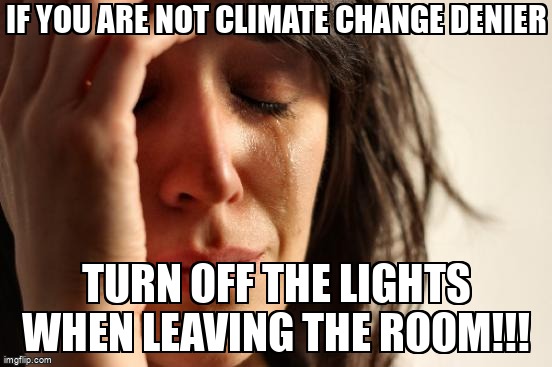 IF YOU ARE NOT CLIMATE CHANGE DENIER
TURN OFF THE LIGHTS
WHEN LEAVING THE ROOM!!!
imgflip.com